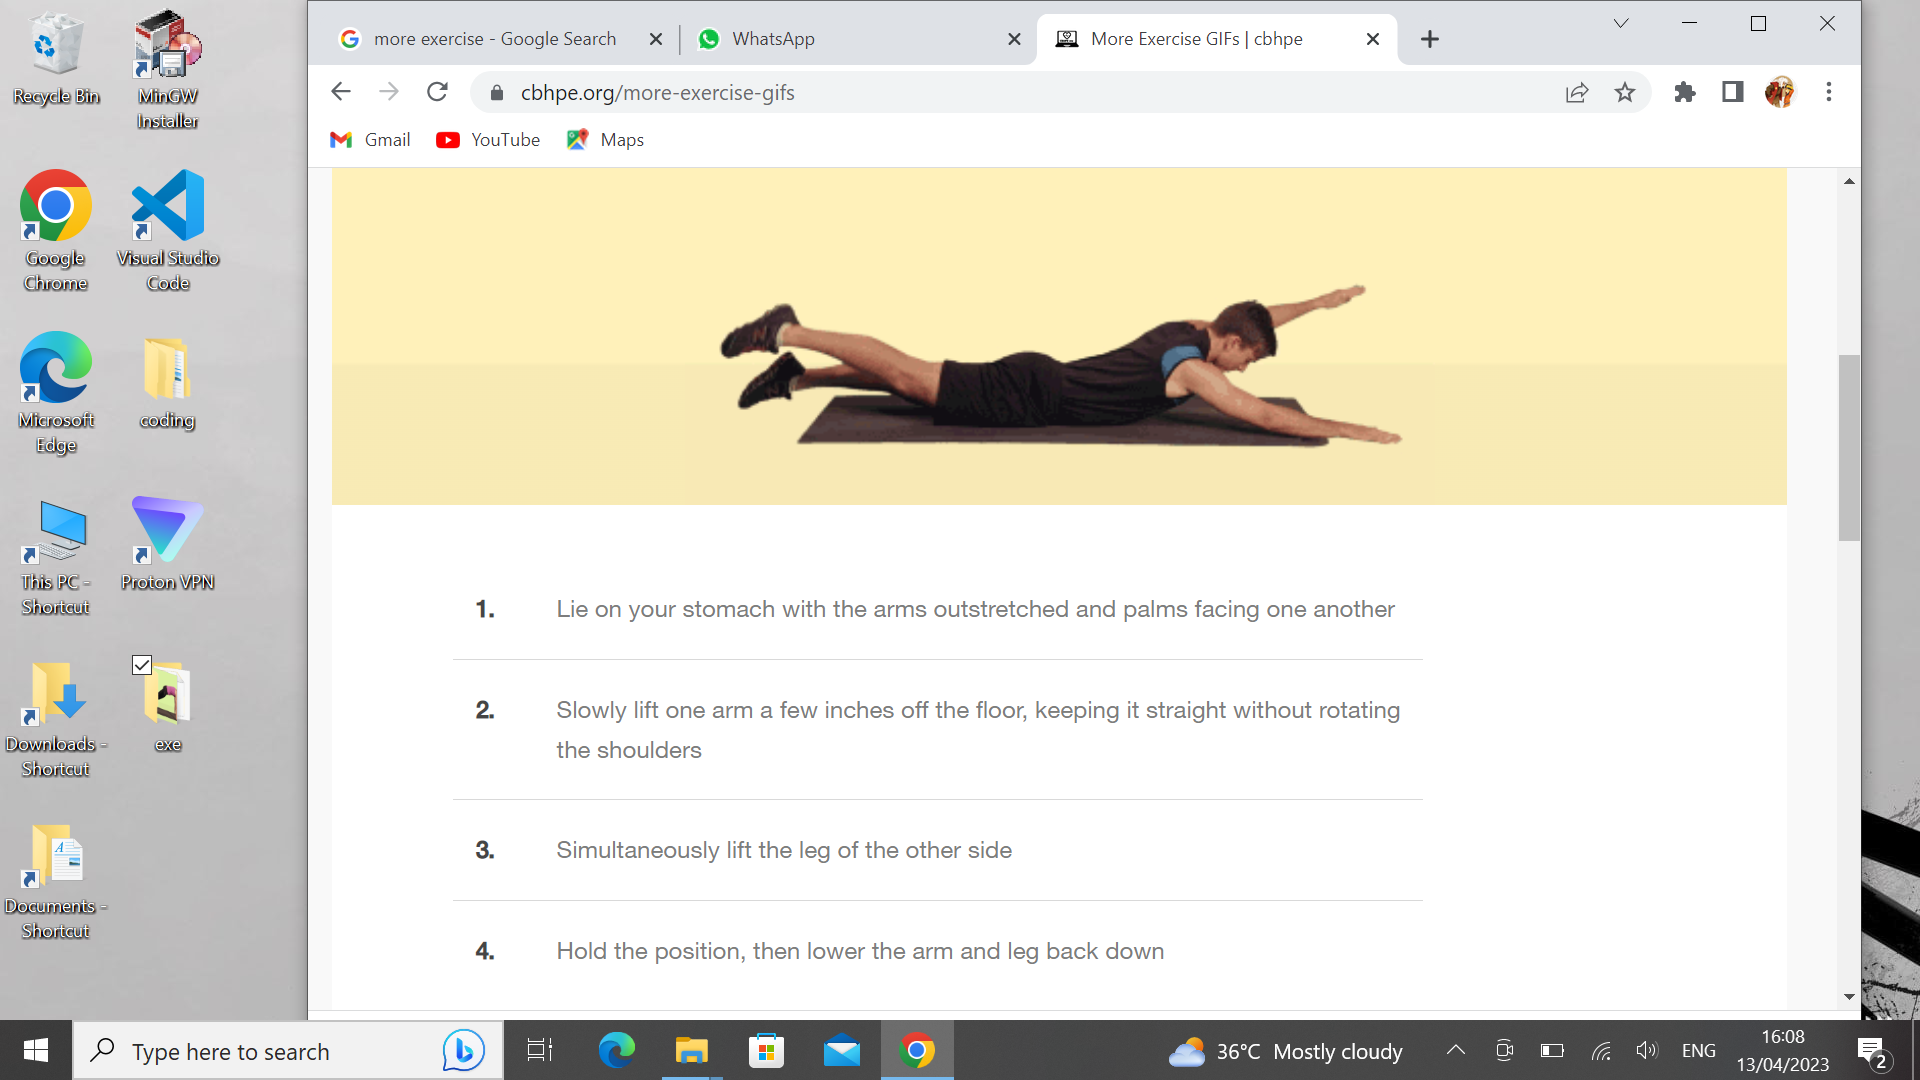 Recycle Bin
MinGW
Installer
Google
Chrome
Visual Studio
Code
Microsoft
Edge
coding
This PC -
Shortcut
Proton VPN
Downloads -
Shortcut
exe
Documents -
Shortcut
more exercise - Google Search
WhatsApp
More Exercise GIFs | cbhpe
cbhpe.org/more-exercise-gifs
Gmail
YouTube
Maps
1. Lie on your stomach with the arms outstretched and palms facing one another
2. Slowly lift one arm a few inches off the floor, keeping it straight without rotating
the shoulders
3. Simultaneously lift the leg of the other side
4. Hold the position, then lower the arm and leg back down
Type here to search
36°C Mostly cloudy
ENG
16:08
13/04/2023
2